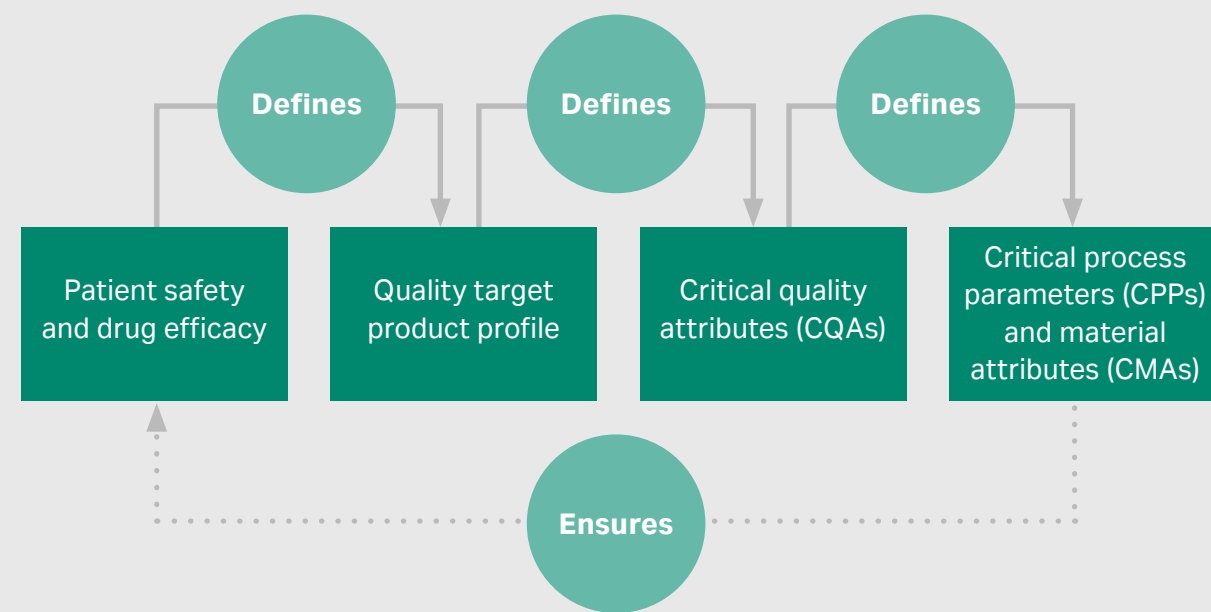 Defines
Defines
Defines
Patient safety
and drug efficacy
Quality target
product profile
Critical quality
attributes (CQAs)
Critical process
parameters (CPPs)
and material
attributes (CMAs)
Ensures